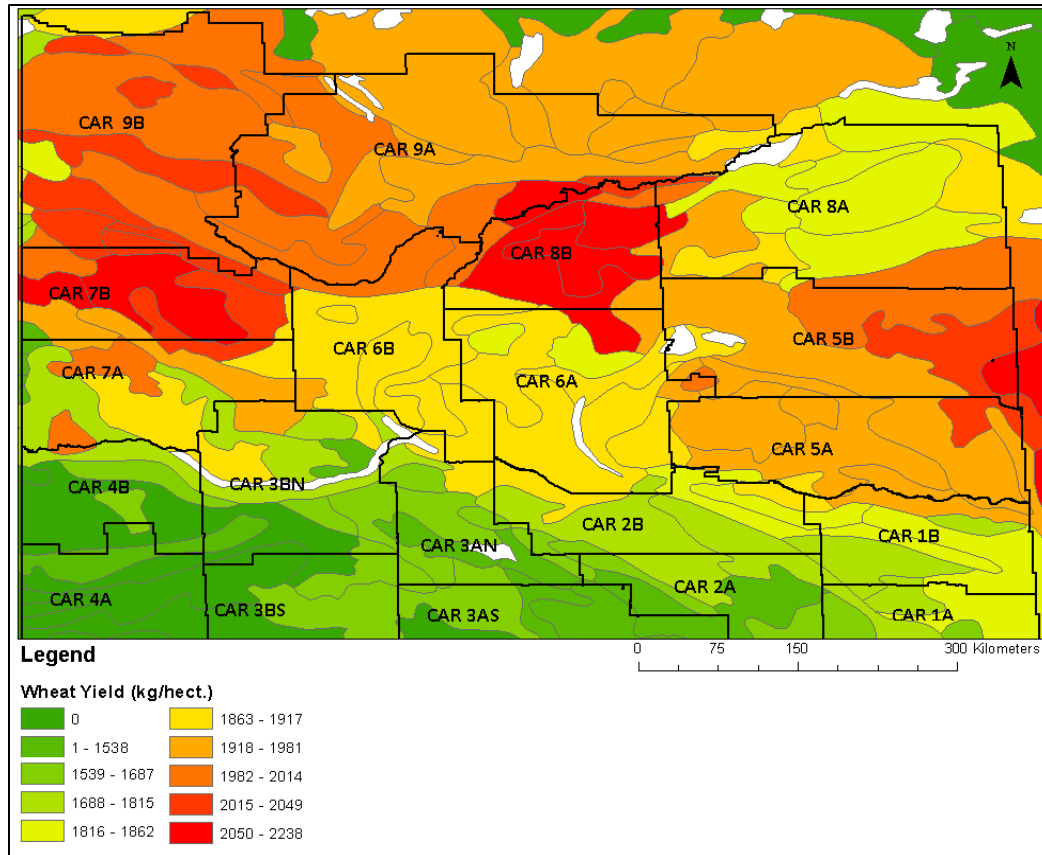 N
CAR 9B
CAR 9A
CAR 8A
CAR 8B
CAR 7B
CAR 6B
CAR 5B
CAR 7A
CAR 6A
CAR 5A
CAR 4B
CAR 3BN
CAR 2B
CAR 1B
CAR 3AN
CAR 4A
CAR 3BS
CAR 3AS
CAR 2A
CAR 1A
Legend
0 75 150 300 Kilometers
Wheat Yield (kg/hect.)
0
1 - 1538
1539 - 1687
1688 - 1815
1816 - 1862
1863 - 1917
1918 - 1981
1982 - 2014
2015 - 2049
2050 - 2238